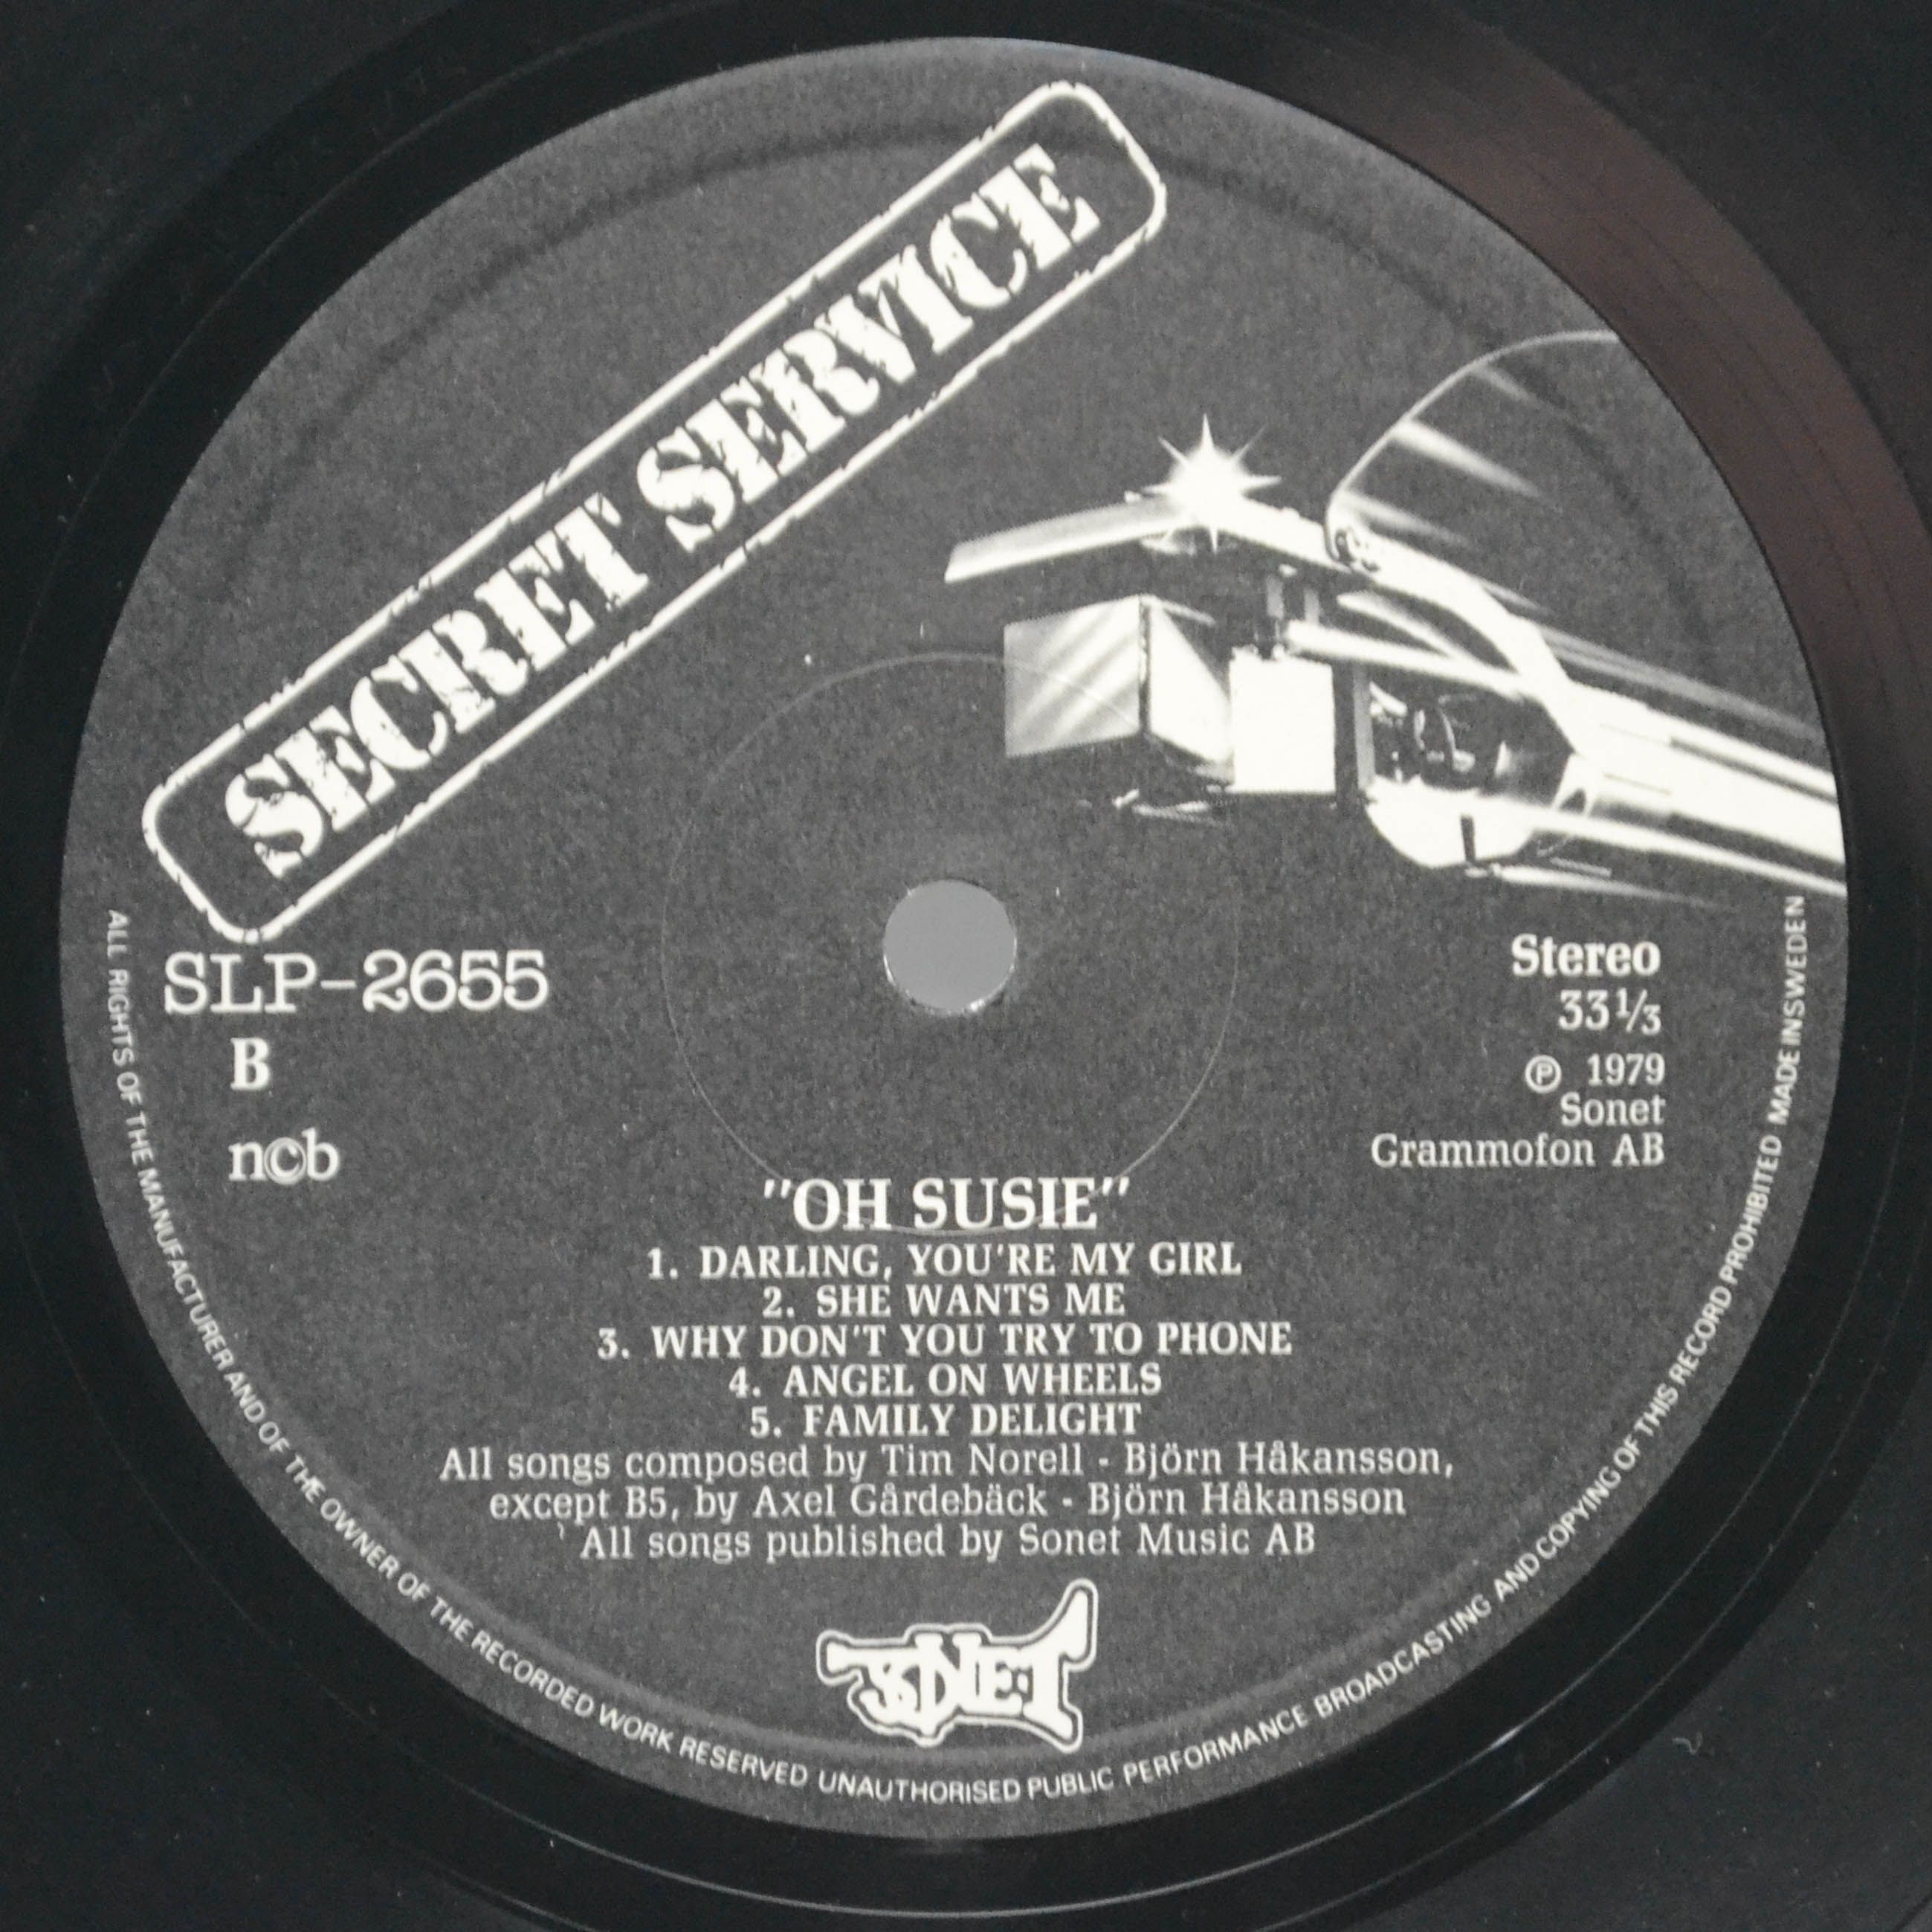 SECRET SERVICE
SLP-2655
B
ncb
Stereo
33⅓
℗ 1979
Sonet
Grammofon AB
"OH SUSIE"
1. DARLING, YOU'RE MY GIRL
2. SHE WANTS ME
3. WHY DON'T YOU TRY TO PHONE
4. ANGEL ON WHEELS
5. FAMILY DELIGHT
All songs composed by Tim Norell - Björn Håkansson,
except B5, by Axel Gårdebäck - Björn Håkansson
All songs published by Sonet Music AB
SONET
ALL RIGHTS OF THE MANUFACTURER AND OF THE OWNER OF THE RECORDED WORK RESERVED UNAUTHORISED PUBLIC PERFORMANCE BROADCASTING AND COPYING OF THIS RECORD PROHIBITED MADE IN SWEDEN